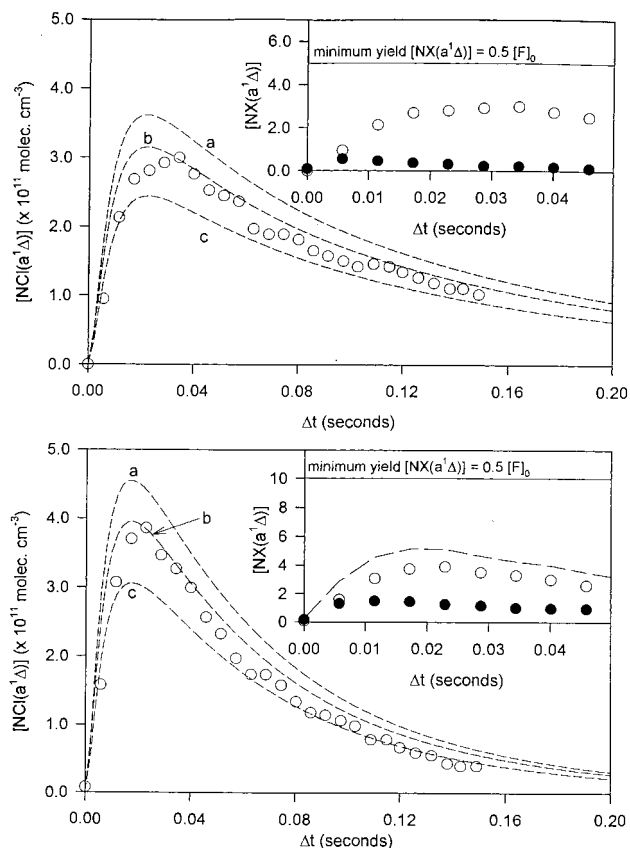 5.0
4.0
3.0
2.0
1.0
0.0
[NCl(a¹Δ)] (x 10¹¹ molec. cm⁻³)
a
b
c
0.00 0.04 0.08 0.12 0.16 0.20
Δt (seconds)
minimum yield [NX(a¹Δ)] = 0.5 [F]₀
6.0
4.0
2.0
0.0
[NX(a¹Δ)]
0.00 0.01 0.02 0.03 0.04
Δt (seconds)
5.0
4.0
3.0
2.0
1.0
0.0
[NCl(a¹Δ)] (x 10¹¹ molec. cm⁻³)
a
b
c
0.00 0.04 0.08 0.12 0.16 0.20
Δt (seconds)
minimum yield [NX(a¹Δ)] = 0.5 [F]₀
10
8
6
4
2
0
[NX(a¹Δ)]
0.00 0.01 0.02 0.03 0.04
Δt (seconds)